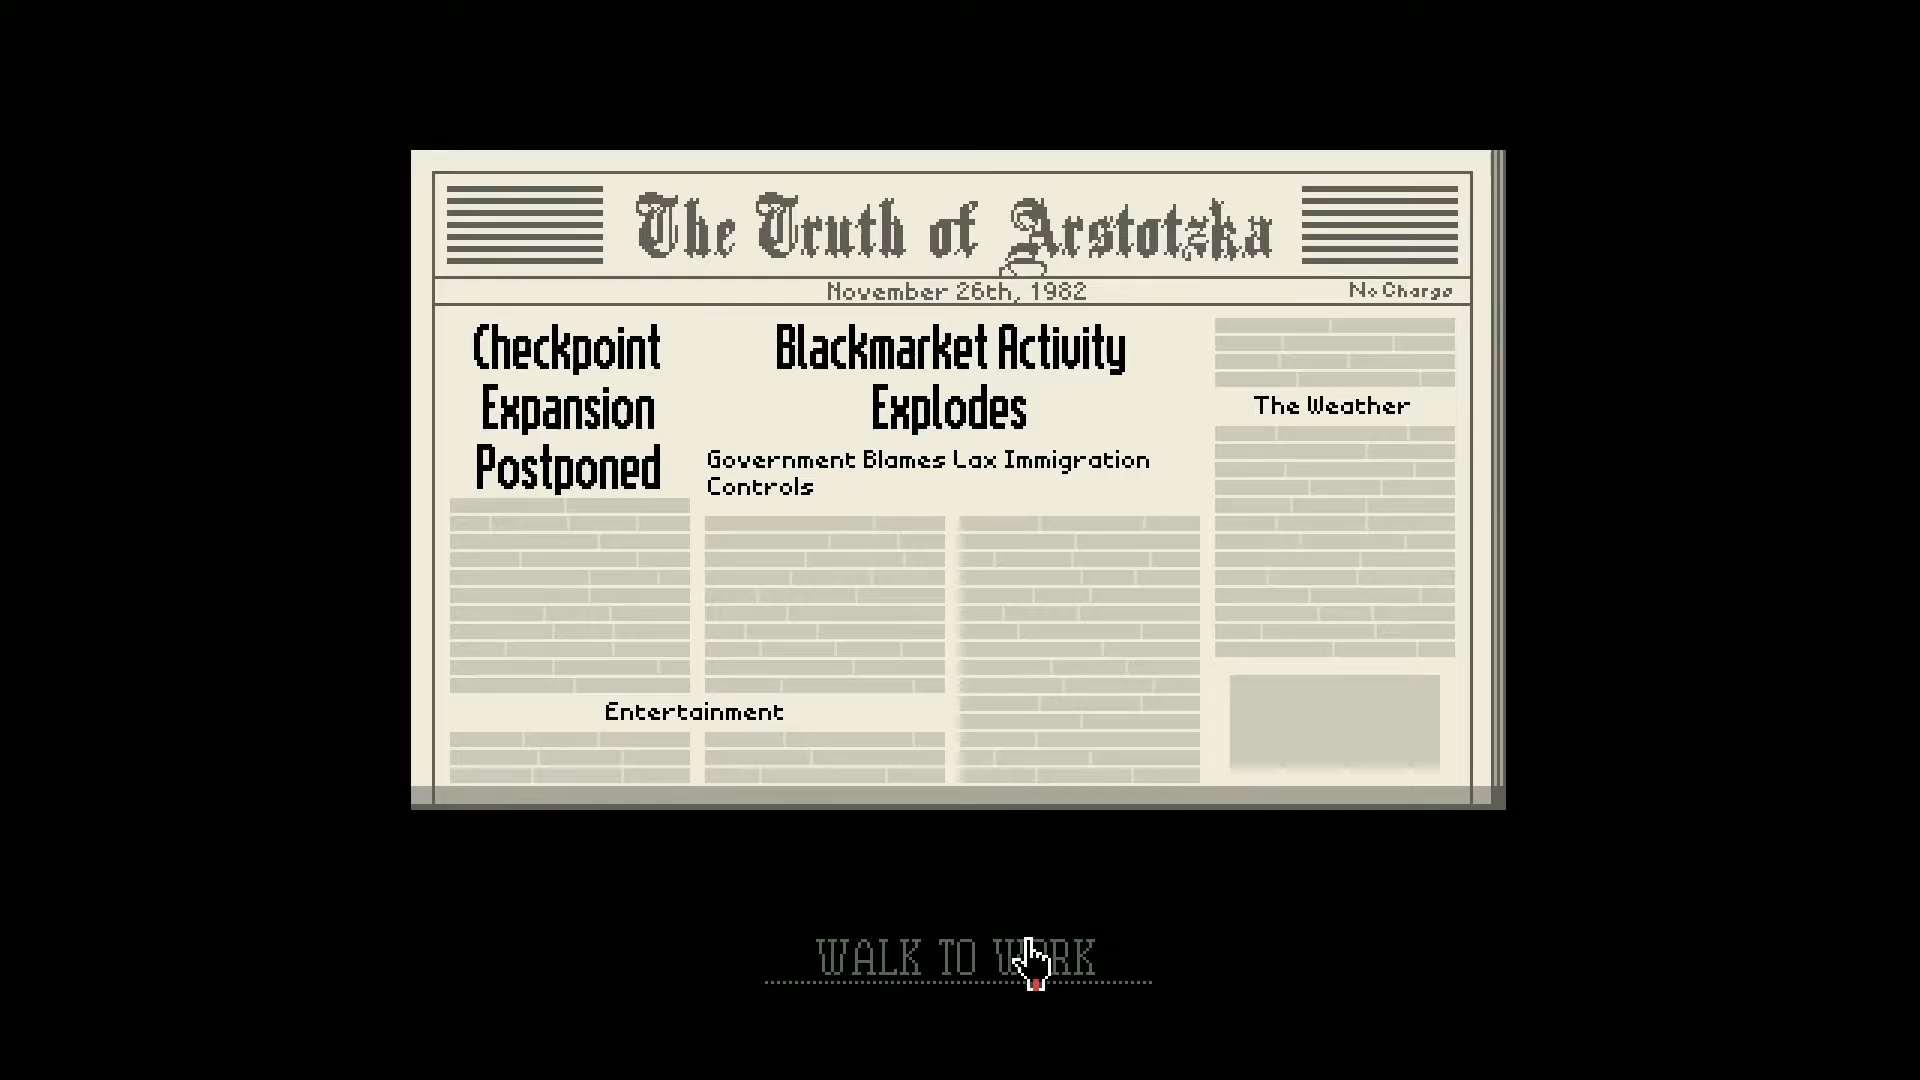 The Truth of Arstotzka
November 26th, 1982
No Charge
Checkpoint
Expansion
Postponed
Blackmarket Activity
Explodes
Government Blames Lax Immigration
Controls
The Weather
Entertainment
WALK TO WORK